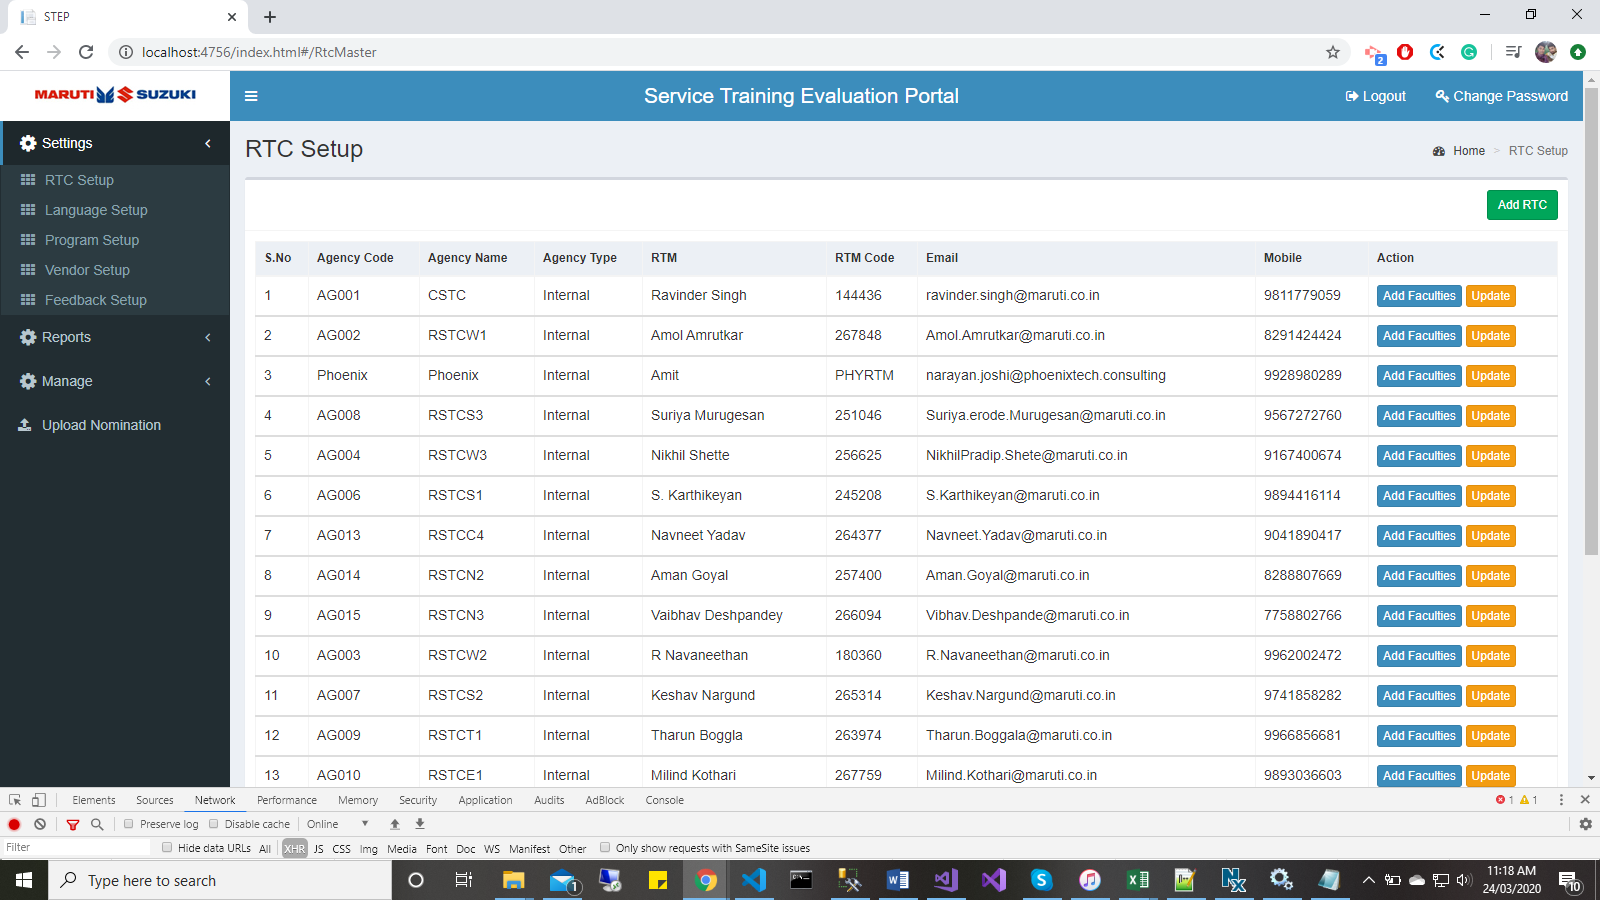 STEP
localhost:4756/index.html#/RtcMaster
2
MARUTI SUZUKI
Service Training Evaluation Portal
Logout
Change Password
Settings
RTC Setup
Language Setup
Program Setup
Vendor Setup
Feedback Setup
Reports
Manage
Upload Nomination
RTC Setup
Home > RTC Setup
Add RTC
S.No Agency Code Agency Name Agency Type RTM RTM Code Email Mobile Action
1 AG001 CSTC Internal Ravinder Singh 144436 ravinder.singh@maruti.co.in 9811779059 Add Faculties Update
2 AG002 RSTCW1 Internal Amol Amrutkar 267848 Amol.Amrutkar@maruti.co.in 8291424424 Add Faculties Update
3 Phoenix Phoenix Internal Amit PHYRTM narayan.joshi@phoenixtech.consulting 9928980289 Add Faculties Update
4 AG008 RSTCS3 Internal Suriya Murugesan 251046 Suriya.erode.Murugesan@maruti.co.in 9567272760 Add Faculties Update
5 AG004 RSTCW3 Internal Nikhil Shette 256625 NikhilPradip.Shete@maruti.co.in 9167400674 Add Faculties Update
6 AG006 RSTCS1 Internal S. Karthikeyan 245208 S.Karthikeyan@maruti.co.in 9894416114 Add Faculties Update
7 AG013 RSTCC4 Internal Navneet Yadav 264377 Navneet.Yadav@maruti.co.in 9041890417 Add Faculties Update
8 AG014 RSTCN2 Internal Aman Goyal 257400 Aman.Goyal@maruti.co.in 8288807669 Add Faculties Update
9 AG015 RSTCN3 Internal Vaibhav Deshpandey 266094 Vibhav.Deshpande@maruti.co.in 7758802766 Add Faculties Update
10 AG003 RSTCW2 Internal R Navaneethan 180360 R.Navaneethan@maruti.co.in 9962002472 Add Faculties Update
11 AG007 RSTCS2 Internal Keshav Nargund 265314 Keshav.Nargund@maruti.co.in 9741858282 Add Faculties Update
12 AG009 RSTCT1 Internal Tharun Boggla 263974 Tharun.Boggala@maruti.co.in 9966856681 Add Faculties Update
13 AG010 RSTCE1 Internal Milind Kothari 267759 Milind.Kothari@maruti.co.in 9893036603 Add Faculties Update
Elements Sources Network Performance Memory Security Application Audits AdBlock Console 1 1
Preserve log Disable cache Online
Filter Hide data URLs All XHR JS CSS Img Media Font Doc WS Manifest Other Only show requests with SameSite issues
Type here to search
1
11:18 AM
24/03/2020
10